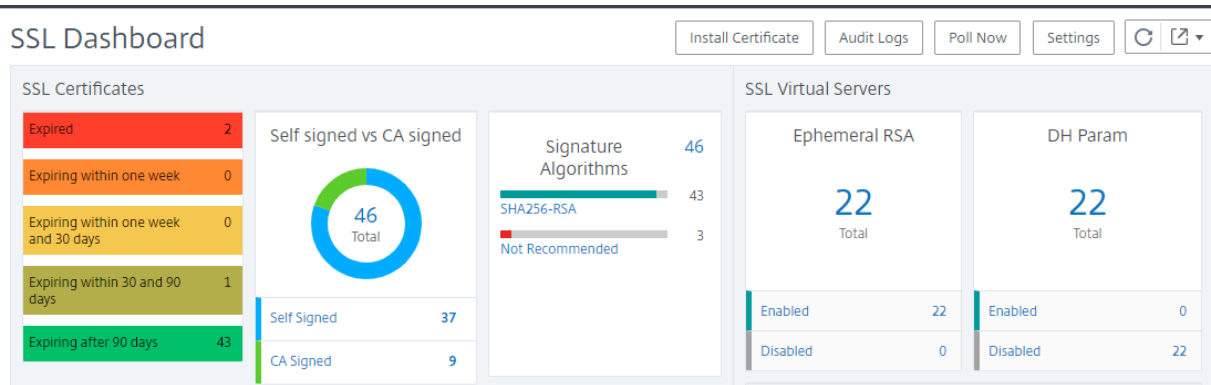 SSL Dashboard
Install Certificate
Audit Logs
Poll Now
Settings
SSL Certificates
Expired 2
Expiring within one week 0
Expiring within one week
and 30 days 0
Expiring within 30 and 90
days 1
Expiring after 90 days 43
Self signed vs CA signed
46
Total
Self Signed 37
CA Signed 9
Signature
Algorithms 46
43
SHA256-RSA
3
Not Recommended
SSL Virtual Servers
Ephemeral RSA
22
Total
Enabled 22
Disabled 0
DH Param
22
Total
Enabled 0
Disabled 22